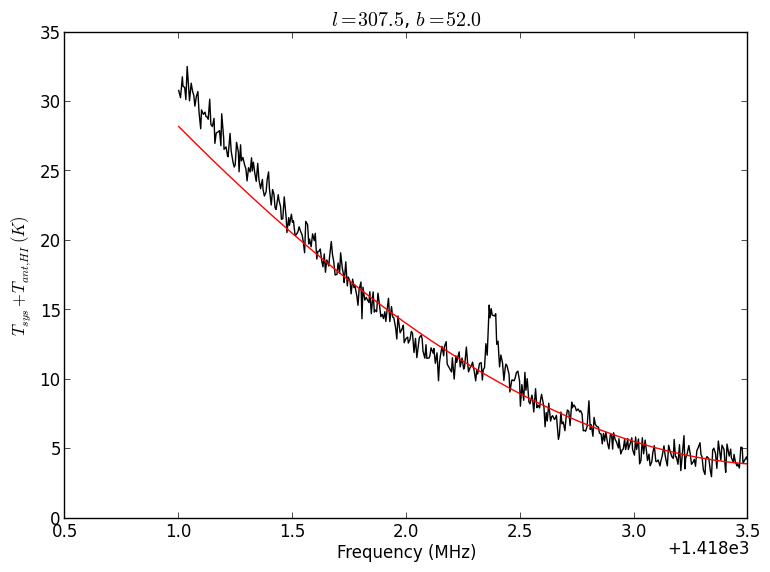 l = 307.5, b = 52.0
T_sys + T_ant,HI (K)
35
30
25
20
15
10
5
0
0.5 1.0 1.5 2.0 2.5 3.0 3.5
Frequency (MHz)
+1.418e3